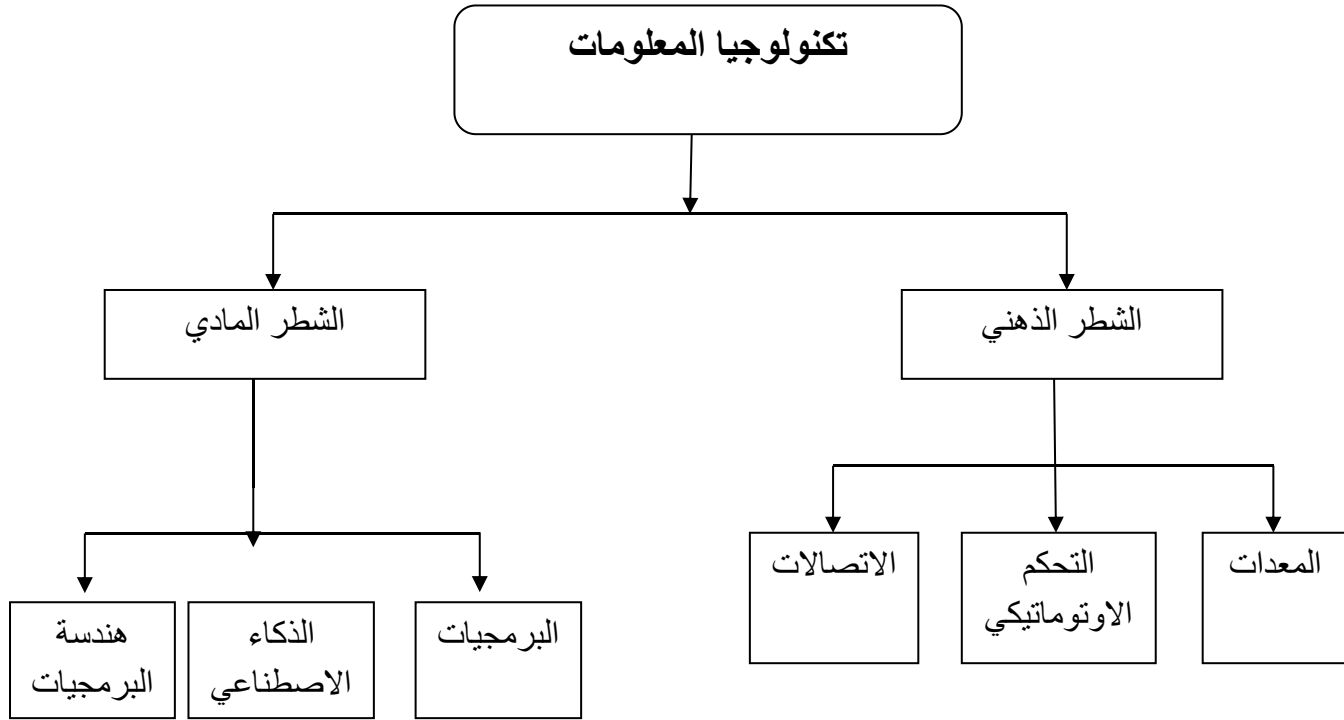 تكنولوجيا المعلومات
الشطر الذهني
الشطر المادي
المعدات
التحكم
الاوتوماتيكي
الاتصالات
البرمجيات
الذكاء
الاصطناعي
هندسة
البرمجيات